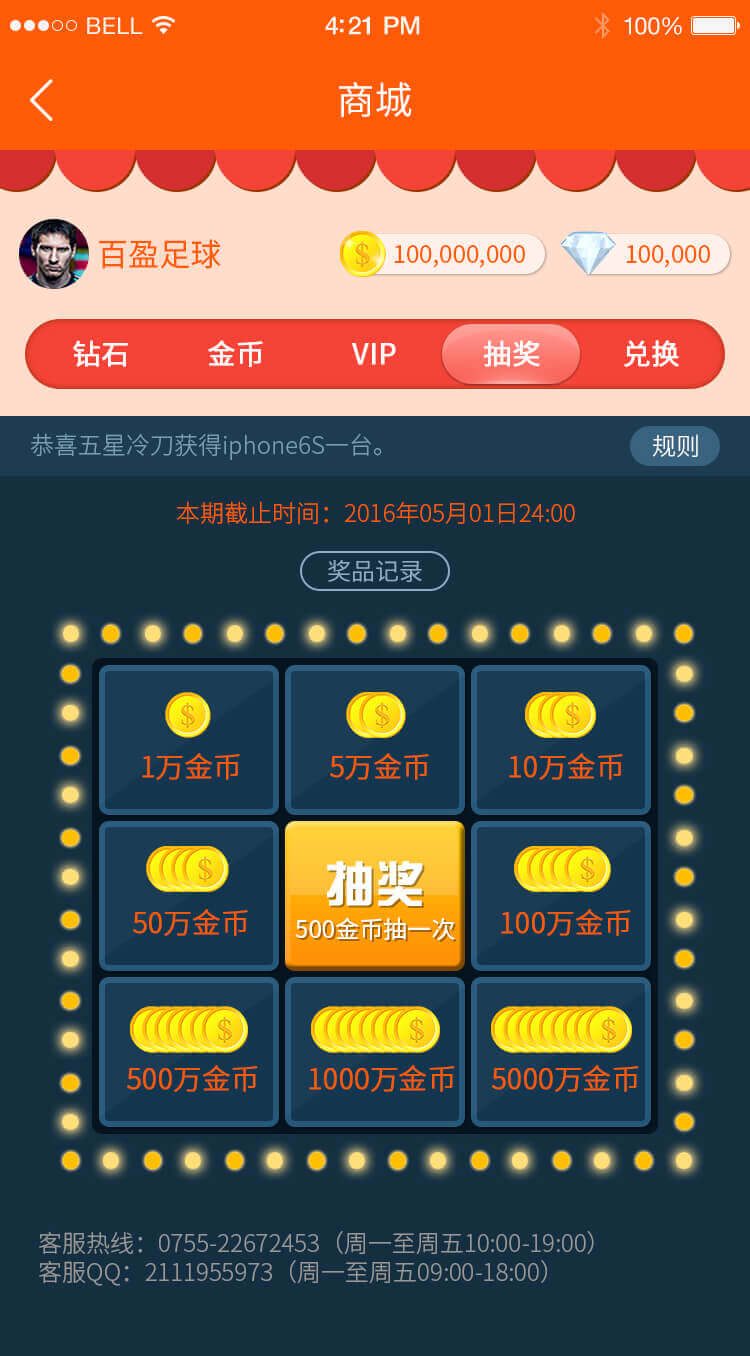 BELL 4:21 PM 100%
商城
百盈足球 100,000,000 100,000
钻石 金币 VIP 抽奖 兑换
恭喜五星冷刀获得iphone6S一台。 规则
本期截止时间：2016年05月01日24:00
奖品记录
$ $ $
1万金币 5万金币 10万金币
$ 抽奖 $
50万金币 500金币抽一次 100万金币
$ $ $
500万金币 1000万金币 5000万金币
客服热线：0755-22672453（周一至周五10:00-19:00）
客服QQ：2111955973（周一至周五09:00-18:00）